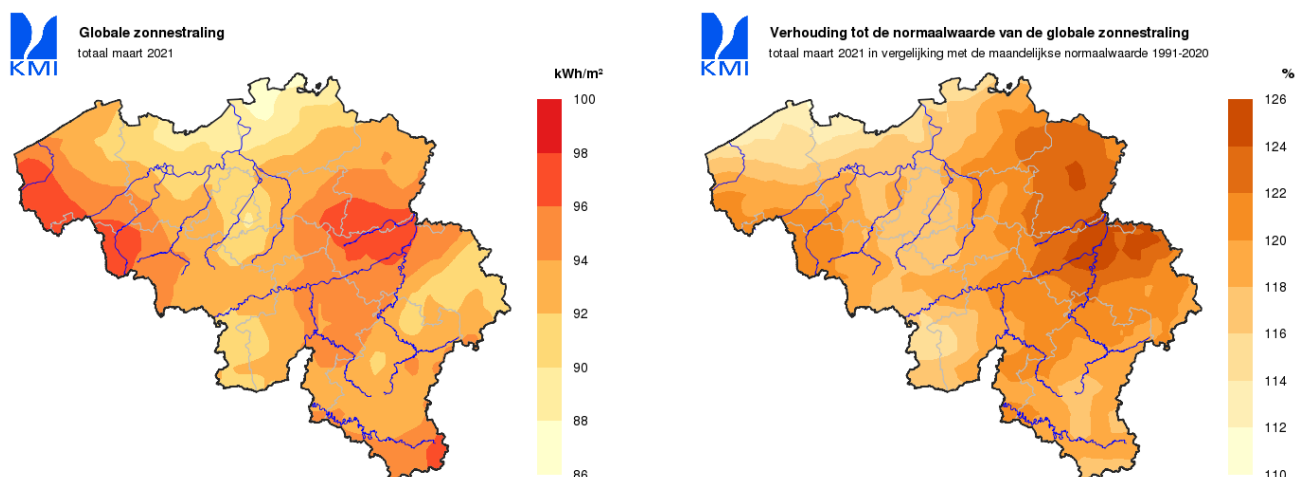 KMI
Globale zonnestraling
totaal maart 2021
kWh/m²
100
98
96
94
92
90
88
86
KMI
Verhouding tot de normaalwaarde van de globale zonnestraling
totaal maart 2021 in vergelijking met de maandelijkse normaalwaarde 1991-2020
%
126
124
122
120
118
116
114
112
110